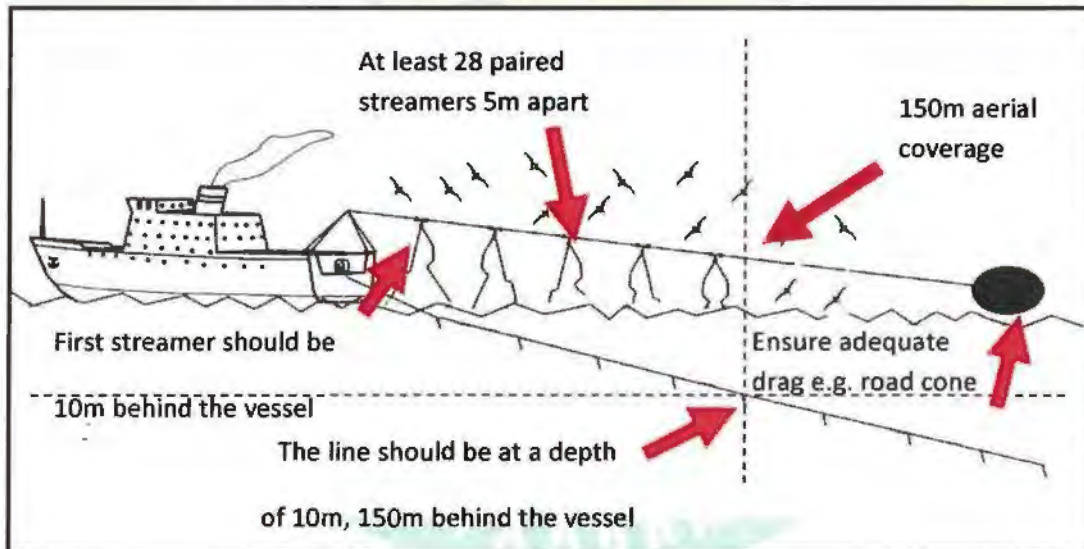 At least 28 paired
streamers 5m apart
150m aerial
coverage
First streamer should be
10m behind the vessel
Ensure adequate
drag e.g. road cone
The line should be at a depth
of 10m, 150m behind the vessel